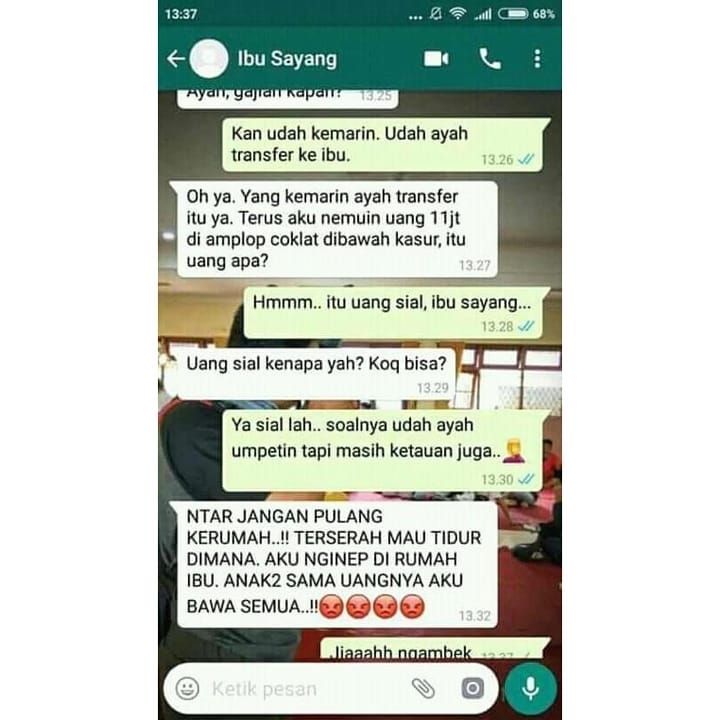 13:37
68%
Ibu Sayang
Ayah, gajian kapan? 13.25
Kan udah kemarin. Udah ayah
transfer ke ibu. 13.26
Oh ya. Yang kemarin ayah transfer
itu ya. Terus aku nemuin uang 11jt
di amplop coklat dibawah kasur, itu
uang apa? 13.27
Hmmm.. itu uang sial, ibu sayang...
13.28
Uang sial kenapa yah? Koq bisa?
13.29
Ya sial lah.. soalnya udah ayah
umpetin tapi masih ketauan juga..🤦
13.30
NTAR JANGAN PULANG
KERUMAH..!! TERSERAH MAU TIDUR
DIMANA. AKU NGINEP DI RUMAH
IBU. ANAK2 SAMA UANGNYA AKU
BAWA SEMUA..!!😡😡😡😡 13.32
Jiaaahh ngambek 13.37
Ketik pesan